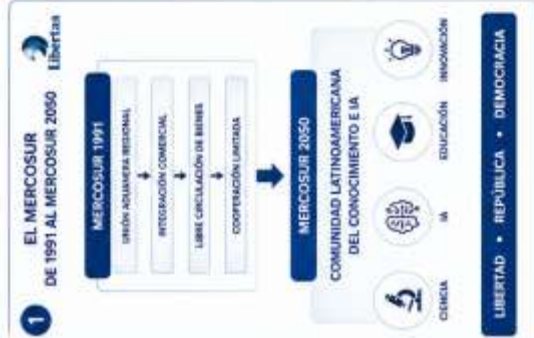 1
EL MERCOSUR
DE 1991 AL MERCOSUR 2050
Libertas
MERCOSUR 1991
UNIÓN ADUANERA REGIONAL
INTEGRACIÓN COMERCIAL
LIBRE CIRCULACIÓN DE BIENES
COOPERACIÓN LIMITADA
MERCOSUR 2050
COMUNIDAD LATINOAMERICANA
DEL CONOCIMIENTO E IA
CIENCIA
IA
EDUCACIÓN
INNOVACIÓN
LIBERTAD • REPÚBLICA • DEMOCRACIA